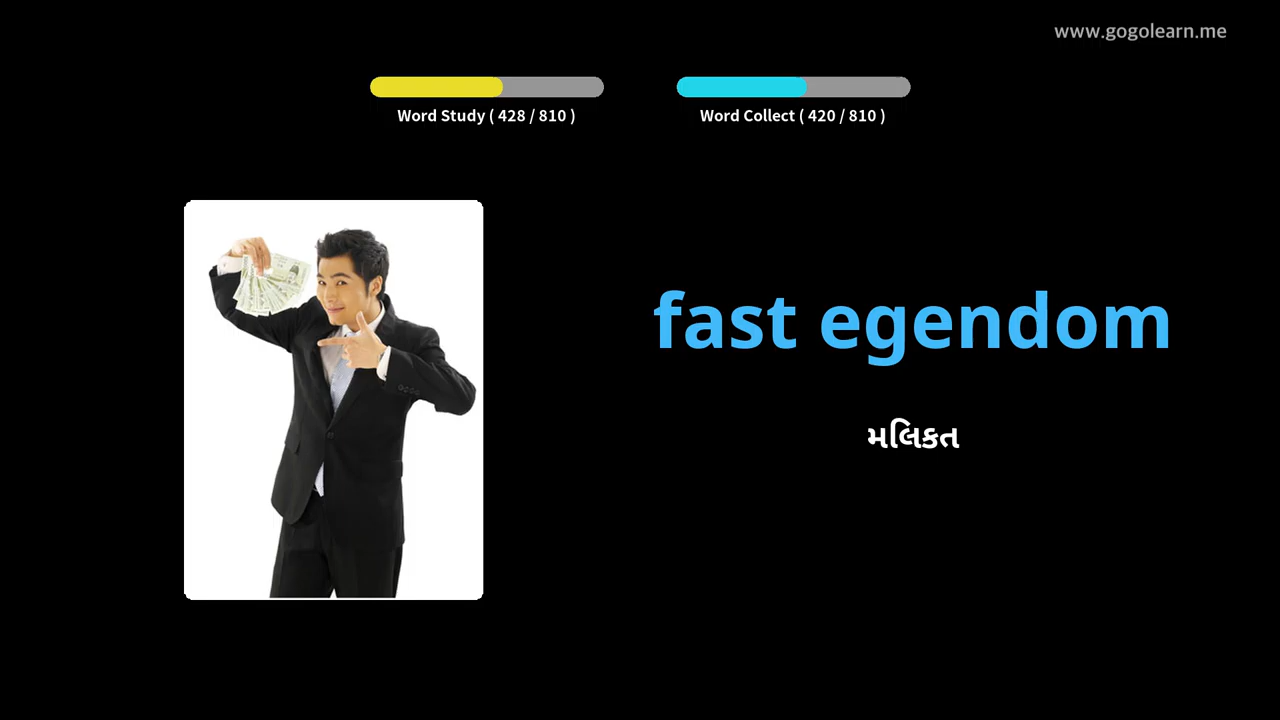 www.gogolearn.me
Word Study ( 428 / 810 )
Word Collect ( 420 / 810 )
fast egendom
મલિકત